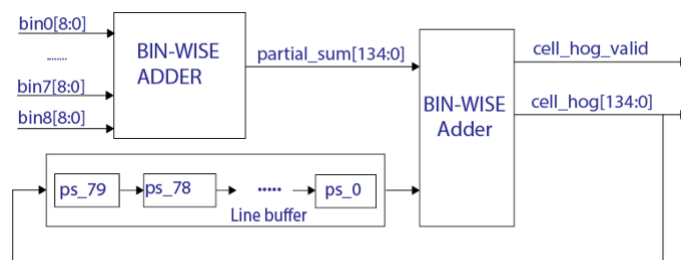 bin0[8:0]
........
bin7[8:0]
bin8[8:0]
BIN-WISE
ADDER
partial_sum[134:0]
BIN-WISE
Adder
cell_hog_valid
cell_hog[134:0]
ps_79
ps_78
.....
ps_0
Line buffer